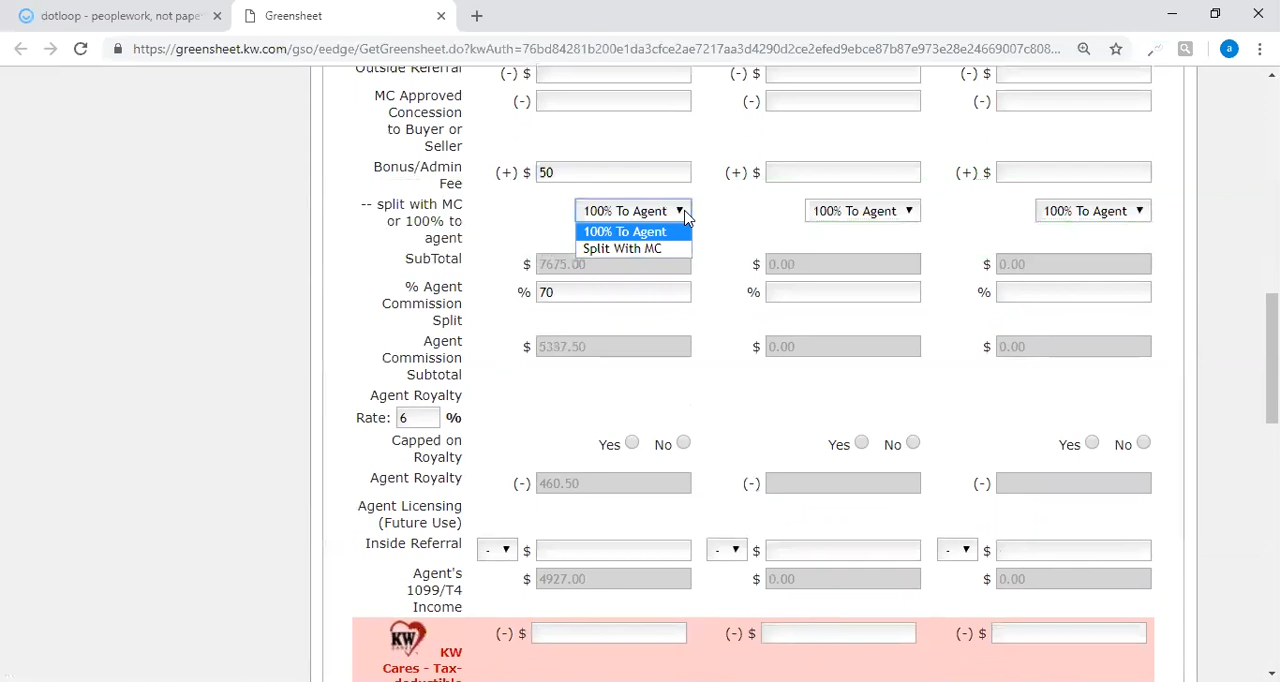 dotloop - peoplework, not pape
Greensheet
https://greensheet.kw.com/gso/eedge/GetGreensheet.do?kwAuth=76bd84281b200e1da3cfce2ae7217aa3d4290d2ce2efed9ebce87b87e973e28e24669007c808...
a
Outside Referral (-) $ (-) $ (-) $
MC Approved (-) (-) (-)
Concession
to Buyer or
Seller
Bonus/Admin (+) $ 50 (+) $ (+) $
Fee
-- split with MC 100% To Agent 100% To Agent 100% To Agent
or 100% to 100% To Agent
agent Split With MC
SubTotal $ 7675.00 $ 0.00 $ 0.00
% Agent % 70 % %
Commission
Split
Agent $ 5387.50 $ 0.00 $ 0.00
Commission
Subtotal
Agent Royalty
Rate: 6 %
Capped on Yes No Yes No Yes No
Royalty
Agent Royalty (-) 460.50 (-) (-)
Agent Licensing
(Future Use)
Inside Referral - $ - $ - $
Agent's $ 4927.00 $ 0.00 $ 0.00
1099/T4
Income
KW (-) $ (-) $ (-) $
KW
Cares - Tax-